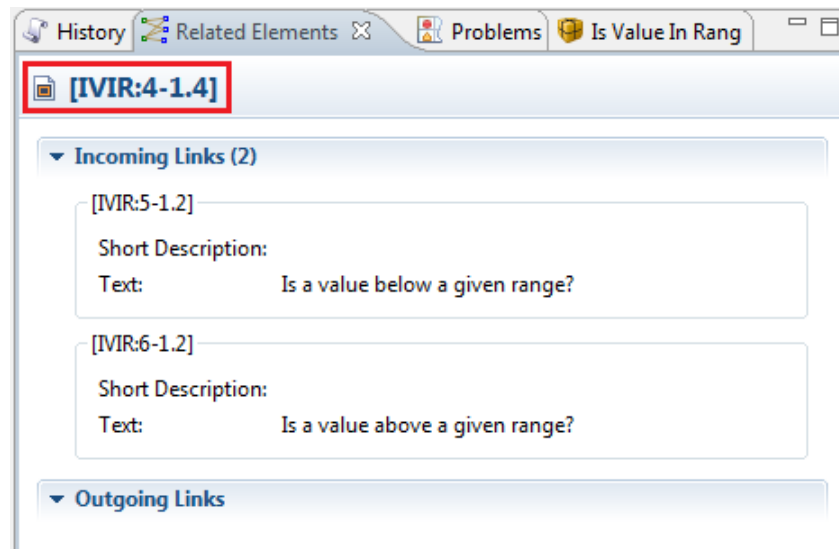 History Related Elements Problems Is Value In Rang
[IVIR:4-1.4]
Incoming Links (2)
[IVIR:5-1.2]
Short Description:
Text: Is a value below a given range?
[IVIR:6-1.2]
Short Description:
Text: Is a value above a given range?
Outgoing Links